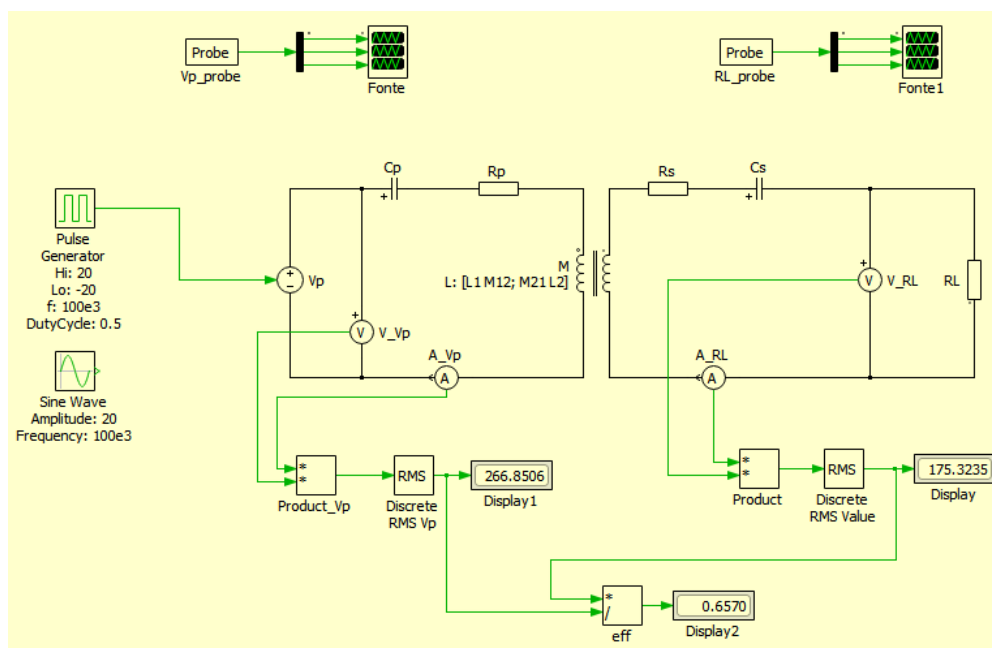 Probe
Vp_probe
Fonte
Probe
RL_probe
Fonte1
Pulse
Generator
Hi: 20
Lo: -20
f: 100e3
DutyCycle: 0.5
Sine Wave
Amplitude: 20
Frequency: 100e3
+
−
Vp
+
V
V_Vp
A_Vp
A
Cp
+
Rp
M
L: [L1 M12; M21 L2]
Rs
Cs
+
+
V
V_RL
RL
A_RL
A
*
*
Product_Vp
RMS
Discrete
RMS Vp
266.8506
Display1
*
*
Product
RMS
Discrete
RMS Value
175.3235
Display
*
/
eff
0.6570
Display2